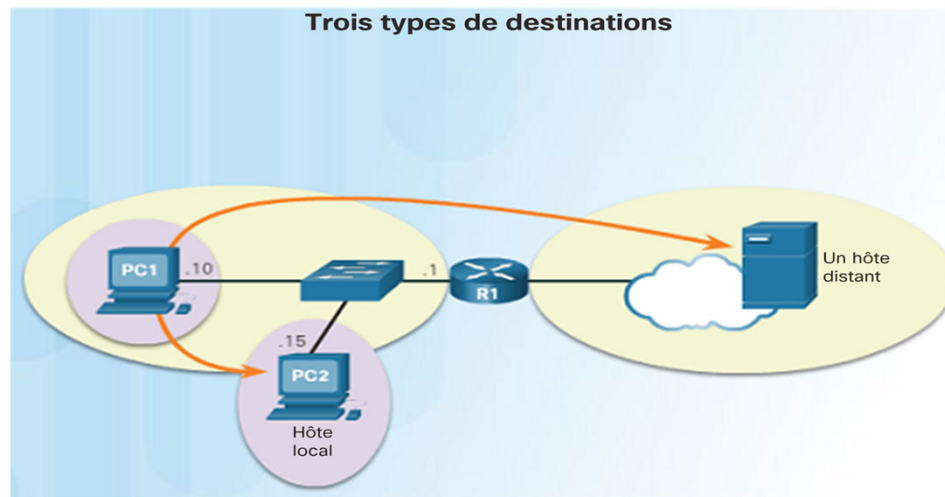 Trois types de destinations
PC1
.10
.1
R1
Un hôte
distant
.15
PC2
Hôte
local